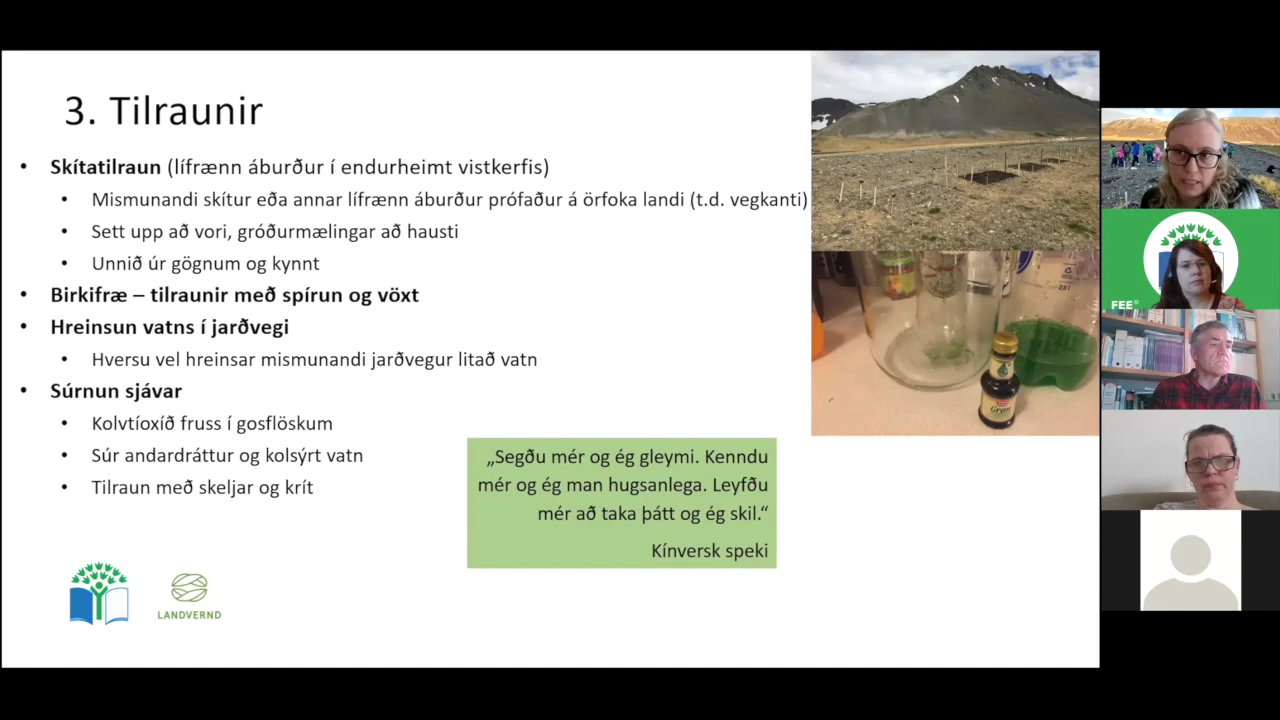 3. Tilraunir
• Skítatilraun (lífrænn áburður í endurheimt vistkerfis)
• Mismunandi skítur eða annar lífrænn áburður prófaður á örfoka landi (t.d. vegkanti)
• Sett upp að vori, gróðurmælingar að hausti
• Unnið úr gögnum og kynnt
• Birkifræ – tilraunir með spírun og vöxt
• Hreinsun vatns í jarðvegi
• Hversu vel hreinsar mismunandi jarðvegur litað vatn
• Súrnun sjávar
• Kolvtíoxíð fruss í gosflöskum
• Súr andardráttur og kolsýrt vatn
• Tilraun með skeljar og krít
„Segðu mér og ég gleymi. Kenndu
mér og ég man hugsanlega. Leyfðu
mér að taka þátt og ég skil.“
Kínversk speki
LANDVERND
Grøn
FEE®